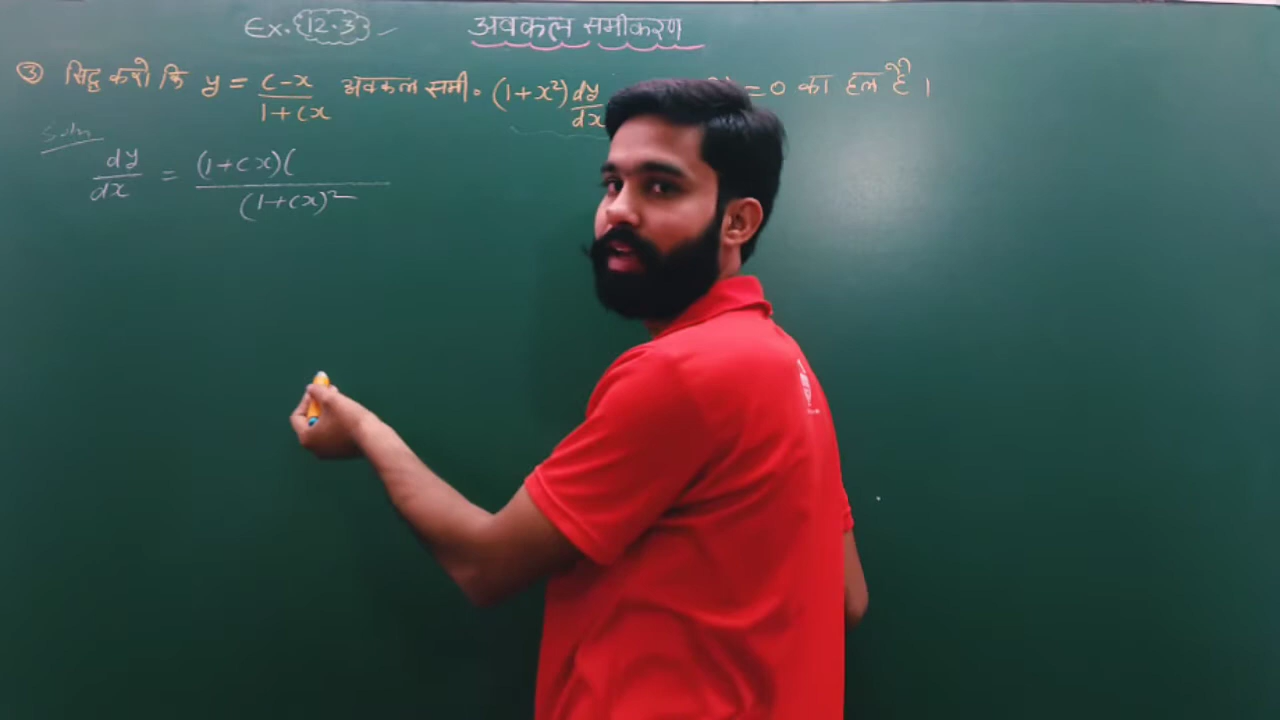 Ex. 12.3 अवकल समीकरण
③ सिद्ध करो कि y = c-x / 1+cx अवकल समी॰ (1+x²) dy/dx = 0 का हल है।
Soln
dy/dx = (1+cx)( / (1+cx)²